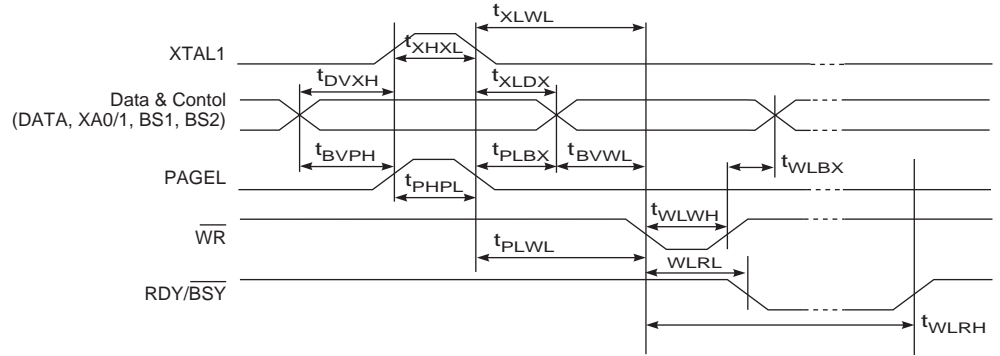 tXLWL
XTAL1
tXHXL
tDVXH
tXLDX
Data & Contol
(DATA, XA0/1, BS1, BS2)
tBVPH
tPLBX
tBVWL
tWLBX
PAGEL
tPHPL
WR
tWLWH
tPLWL
WLRL
RDY/BSY
tWLRH